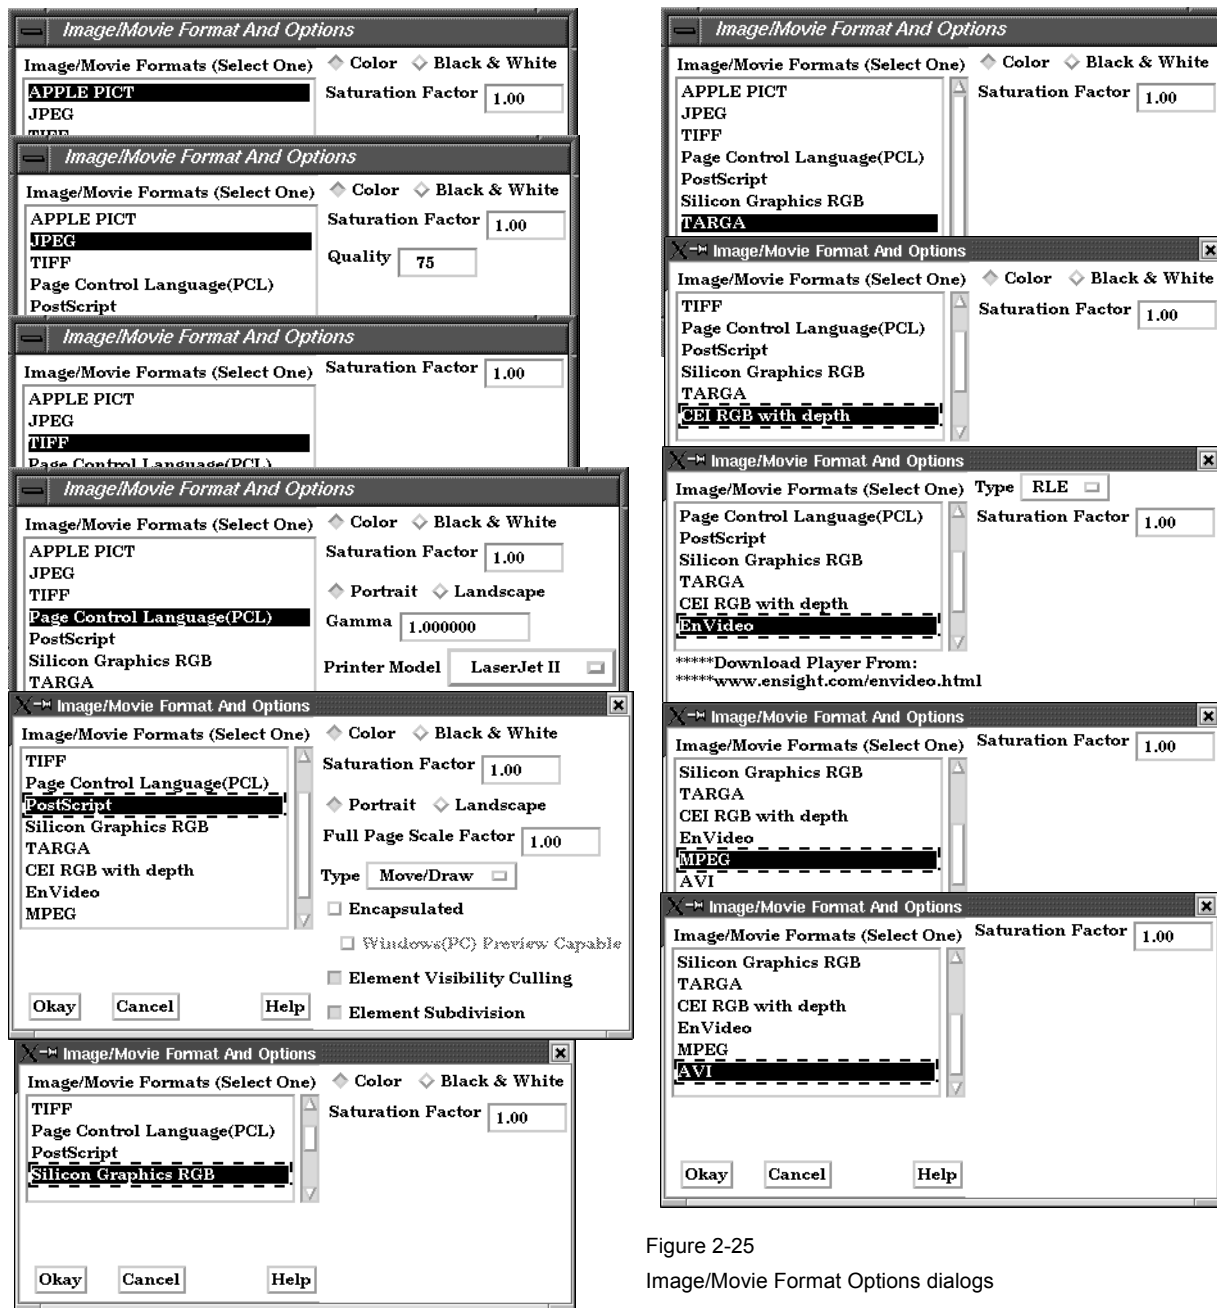 Image/Movie Format And Options
Image/Movie Formats (Select One)
Color Black & White
APPLE PICT
JPEG
TIFF
Saturation Factor 1.00
Image/Movie Format And Options
Image/Movie Formats (Select One)
Color Black & White
APPLE PICT
JPEG
TIFF
Page Control Language(PCL)
PostScript
Saturation Factor 1.00
Quality 75
Image/Movie Format And Options
Image/Movie Formats (Select One)
Saturation Factor 1.00
APPLE PICT
JPEG
TIFF
Page Control Language(PCL)
Image/Movie Format And Options
Image/Movie Formats (Select One)
Color Black & White
APPLE PICT
JPEG
TIFF
Page Control Language(PCL)
PostScript
Silicon Graphics RGB
TARGA
Saturation Factor 1.00
Portrait Landscape
Gamma 1.000000
Printer Model LaserJet II
Image/Movie Format And Options
Image/Movie Formats (Select One)
Color Black & White
TIFF
Page Control Language(PCL)
PostScript
Silicon Graphics RGB
TARGA
CEI RGB with depth
EnVideo
MPEG
Saturation Factor 1.00
Portrait Landscape
Full Page Scale Factor 1.00
Type Move/Draw
Encapsulated
Windows(PC) Preview Capable
Element Visibility Culling
Element Subdivision
Okay Cancel Help
Image/Movie Format And Options
Image/Movie Formats (Select One)
Color Black & White
TIFF
Page Control Language(PCL)
PostScript
Silicon Graphics RGB
Saturation Factor 1.00
Okay Cancel Help
Image/Movie Format And Options
Image/Movie Formats (Select One)
Color Black & White
APPLE PICT
JPEG
TIFF
Page Control Language(PCL)
PostScript
Silicon Graphics RGB
TARGA
Saturation Factor 1.00
Image/Movie Format And Options
Image/Movie Formats (Select One)
Color Black & White
TIFF
Page Control Language(PCL)
PostScript
Silicon Graphics RGB
TARGA
CEI RGB with depth
Saturation Factor 1.00
Image/Movie Format And Options
Image/Movie Formats (Select One)
Type RLE
Page Control Language(PCL)
PostScript
Silicon Graphics RGB
TARGA
CEI RGB with depth
EnVideo
Saturation Factor 1.00
*****Download Player From:
*****www.ensight.com/envideo.html
Image/Movie Format And Options
Image/Movie Formats (Select One)
Saturation Factor 1.00
Silicon Graphics RGB
TARGA
CEI RGB with depth
EnVideo
MPEG
AVI
Image/Movie Format And Options
Image/Movie Formats (Select One)
Saturation Factor 1.00
Silicon Graphics RGB
TARGA
CEI RGB with depth
EnVideo
MPEG
AVI
Okay Cancel Help
Figure 2-25
Image/Movie Format Options dialogs